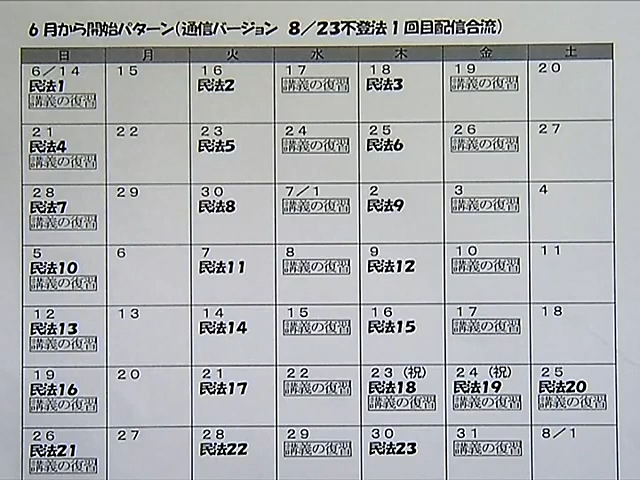 6月から開始パターン（通信バージョン　8／23不登法1回目配信合流）
日　月　火　水　木　金　土
6／14　15　16　17　18　19　20
民法1　民法2　講義の復習　民法3　講義の復習
講義の復習
21　22　23　24　25　26　27
民法4　民法5　講義の復習　民法6　講義の復習
講義の復習
28　29　30　7／1　2　3　4
民法7　民法8　講義の復習　民法9　講義の復習
講義の復習
5　6　7　8　9　10　11
民法10　民法11　講義の復習　民法12　講義の復習
講義の復習
12　13　14　15　16　17　18
民法13　民法14　講義の復習　民法15　講義の復習
講義の復習
19　20　21　22　23（祝）　24（祝）　25
民法16　民法17　講義の復習　民法18　民法19　民法20
講義の復習　講義の復習　講義の復習　講義の復習
26　27　28　29　30　31　8／1
民法21　民法22　講義の復習　民法23　講義の復習
講義の復習